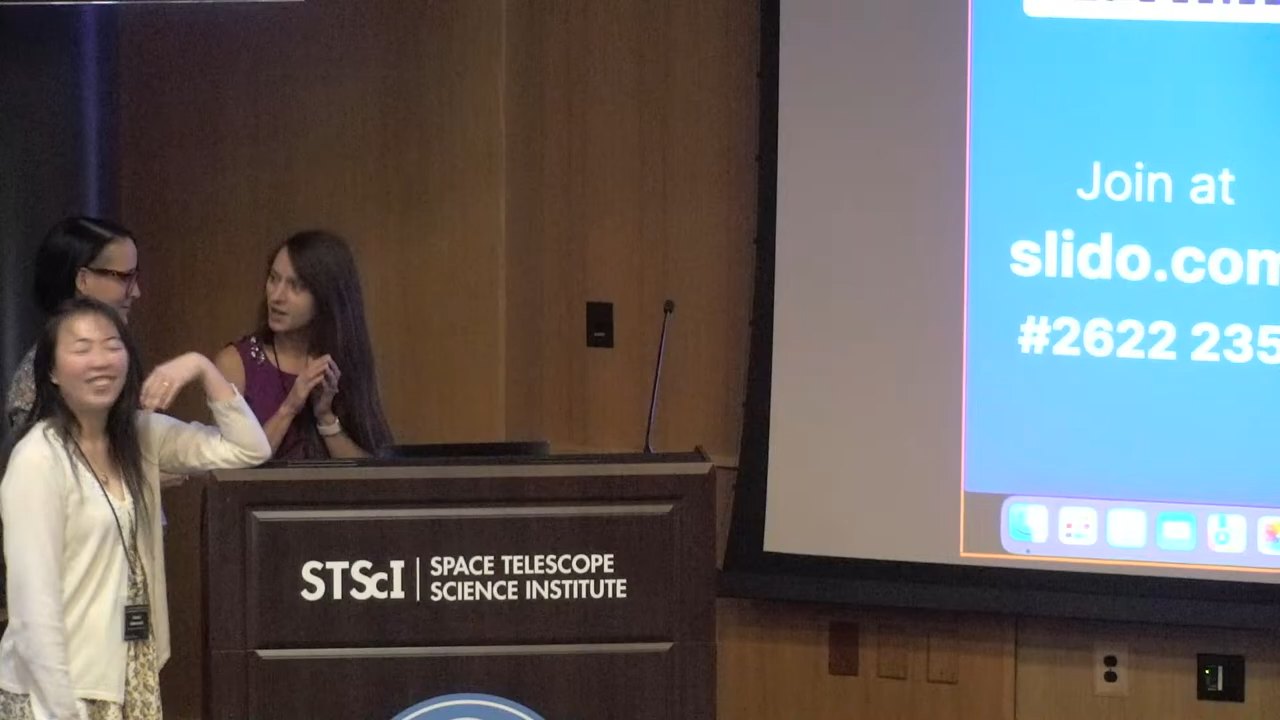 Join at
slido.com
#2622 235
STScI
SPACE TELESCOPE
SCIENCE INSTITUTE